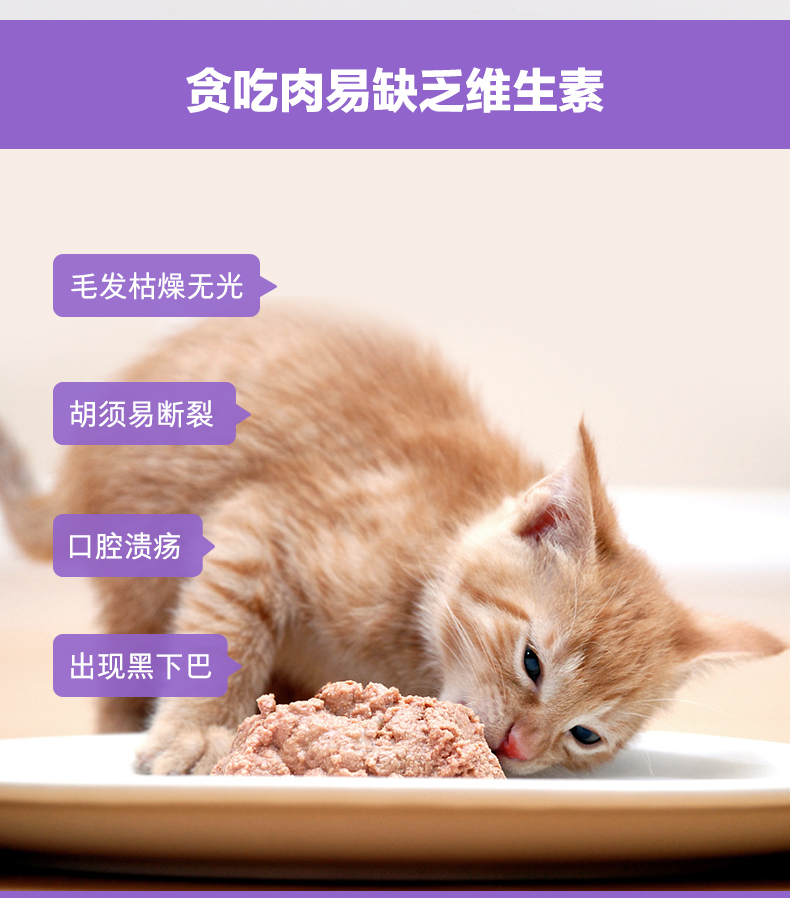 贪吃肉易缺乏维生素
毛发枯燥无光
胡须易断裂
口腔溃疡
出现黑下巴